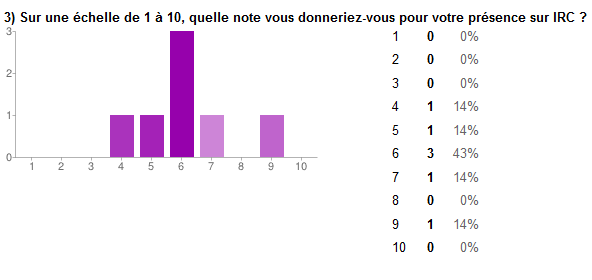 3) Sur une échelle de 1 à 10, quelle note vous donneriez-vous pour votre présence sur IRC ?
3
2
1
0
1 2 3 4 5 6 7 8 9 10
1 0 0%
2 0 0%
3 0 0%
4 1 14%
5 1 14%
6 3 43%
7 1 14%
8 0 0%
9 1 14%
10 0 0%